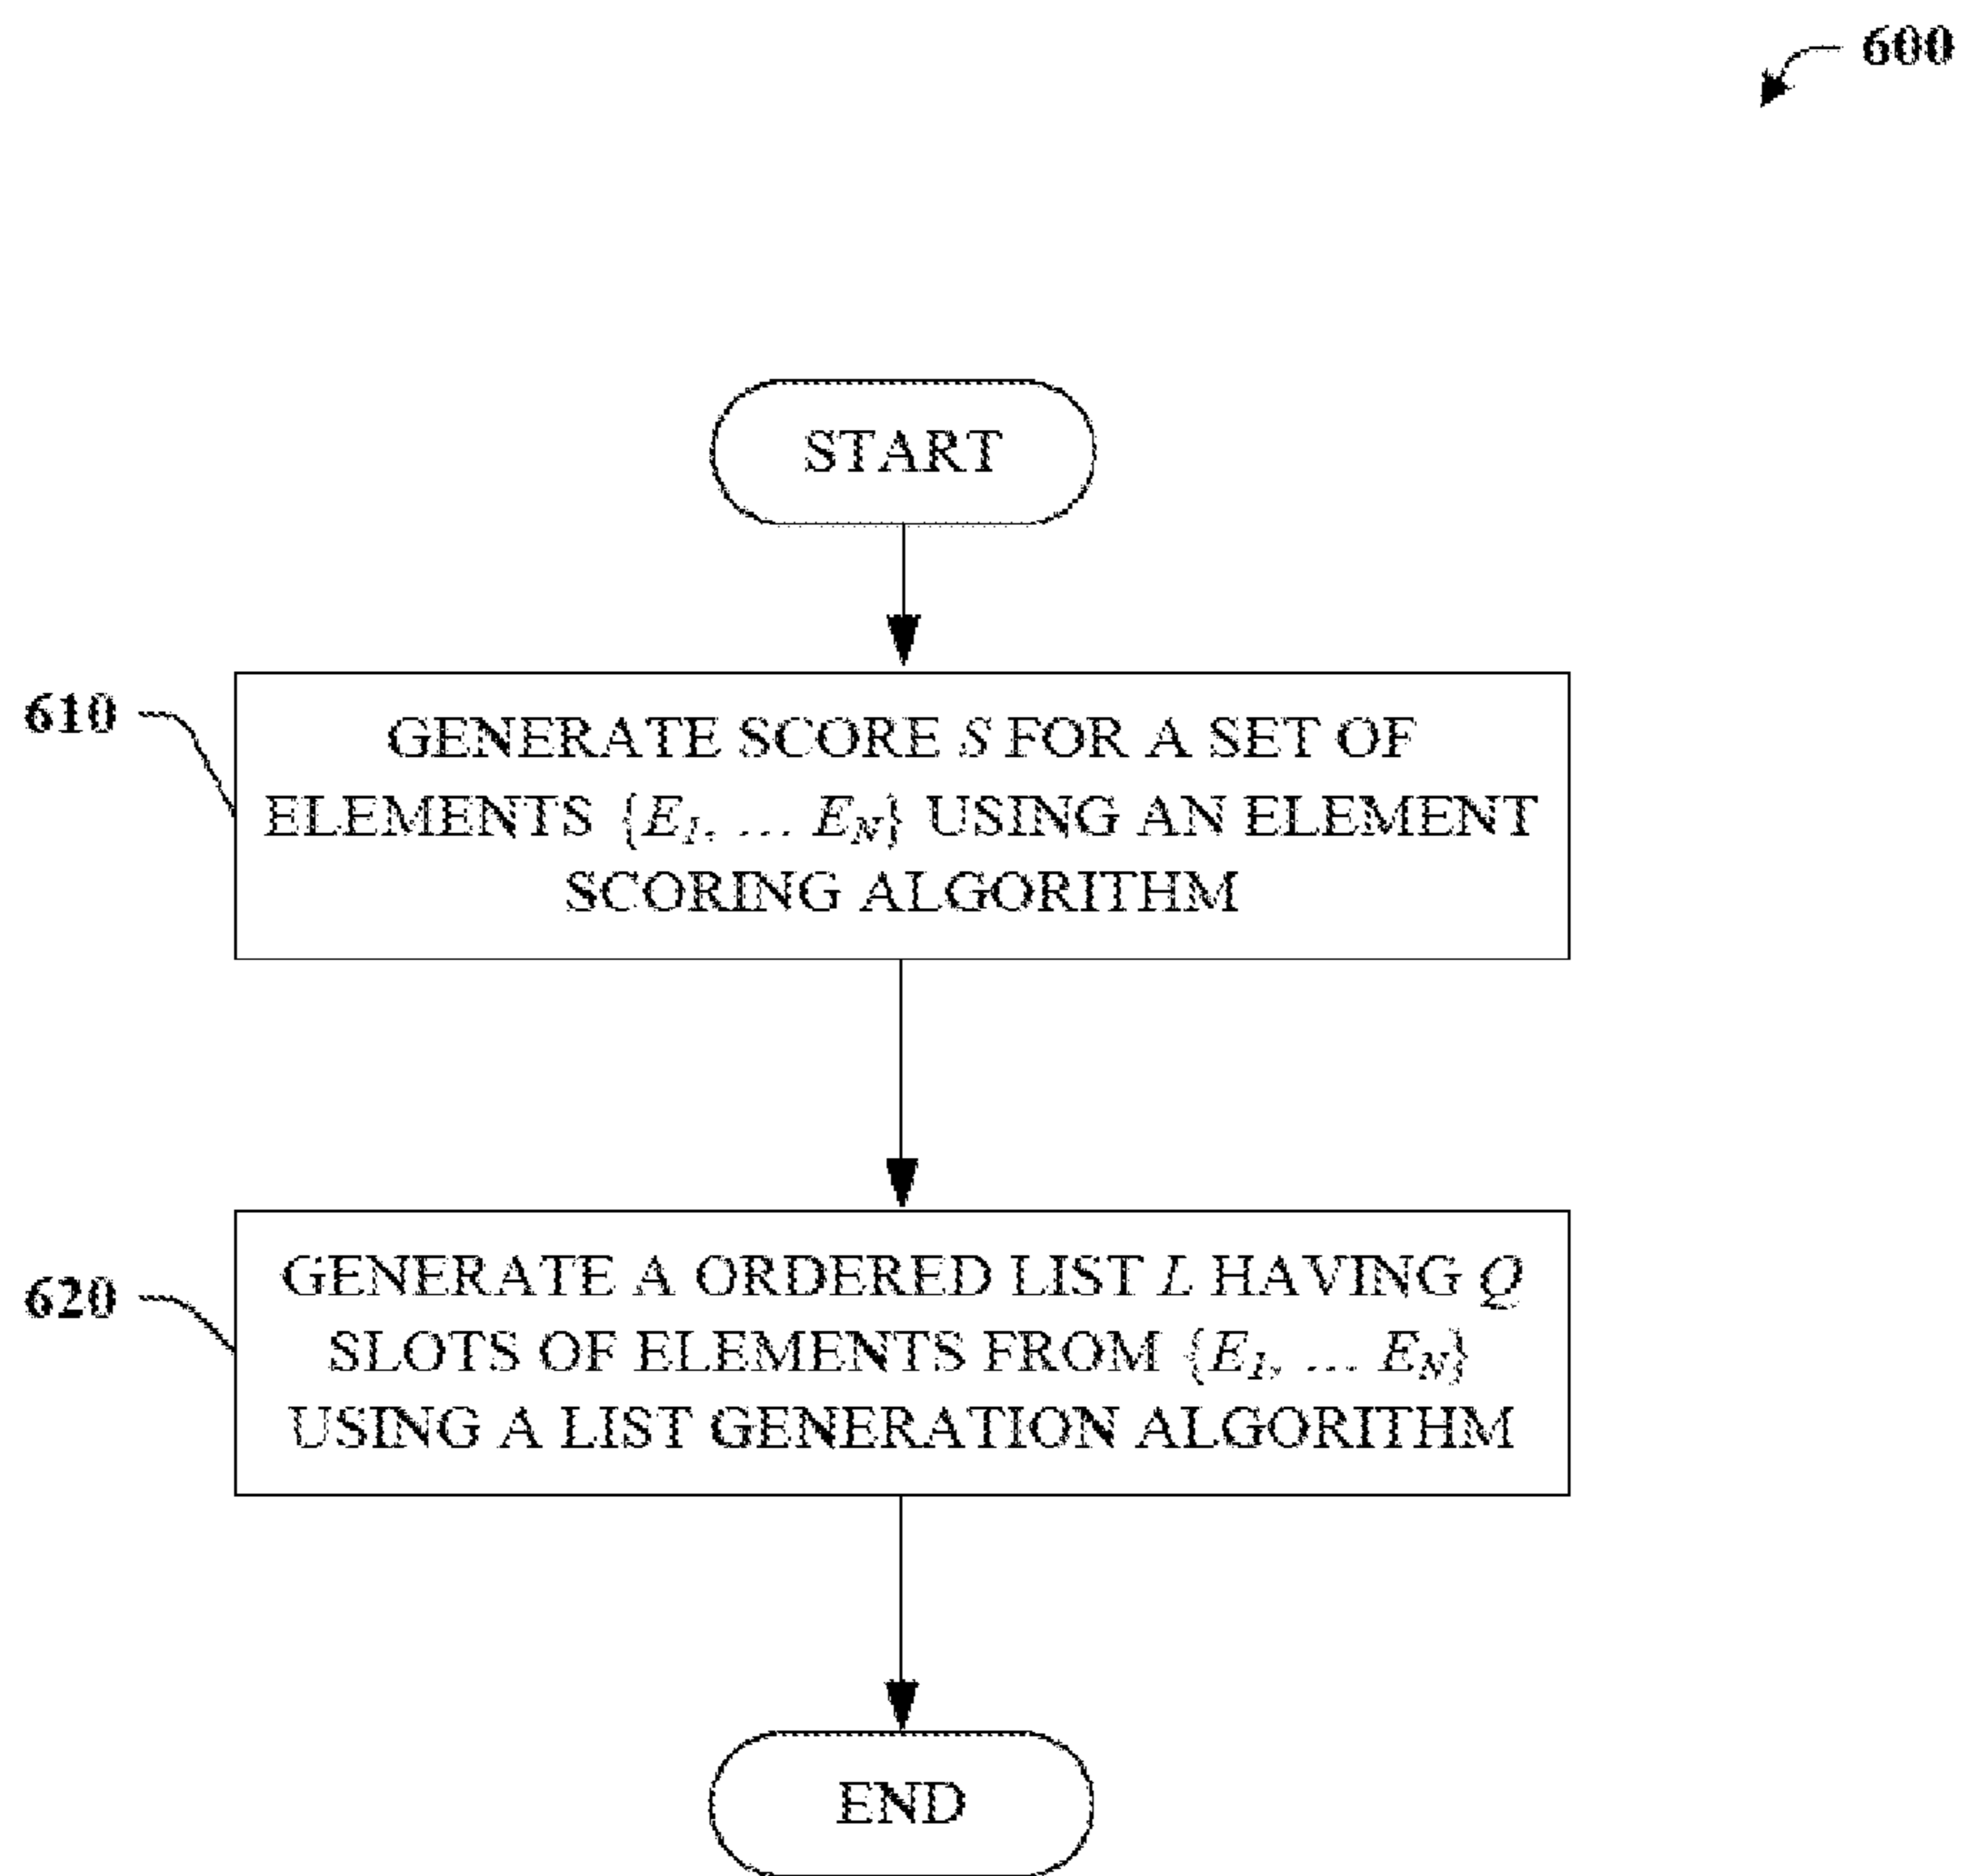 600
START
610
GENERATE SCORE S FOR A SET OF
ELEMENTS {E1, ... EN} USING AN ELEMENT
SCORING ALGORITHM
620
GENERATE A ORDERED LIST L HAVING Q
SLOTS OF ELEMENTS FROM {E1, ... EN}
USING A LIST GENERATION ALGORITHM
END